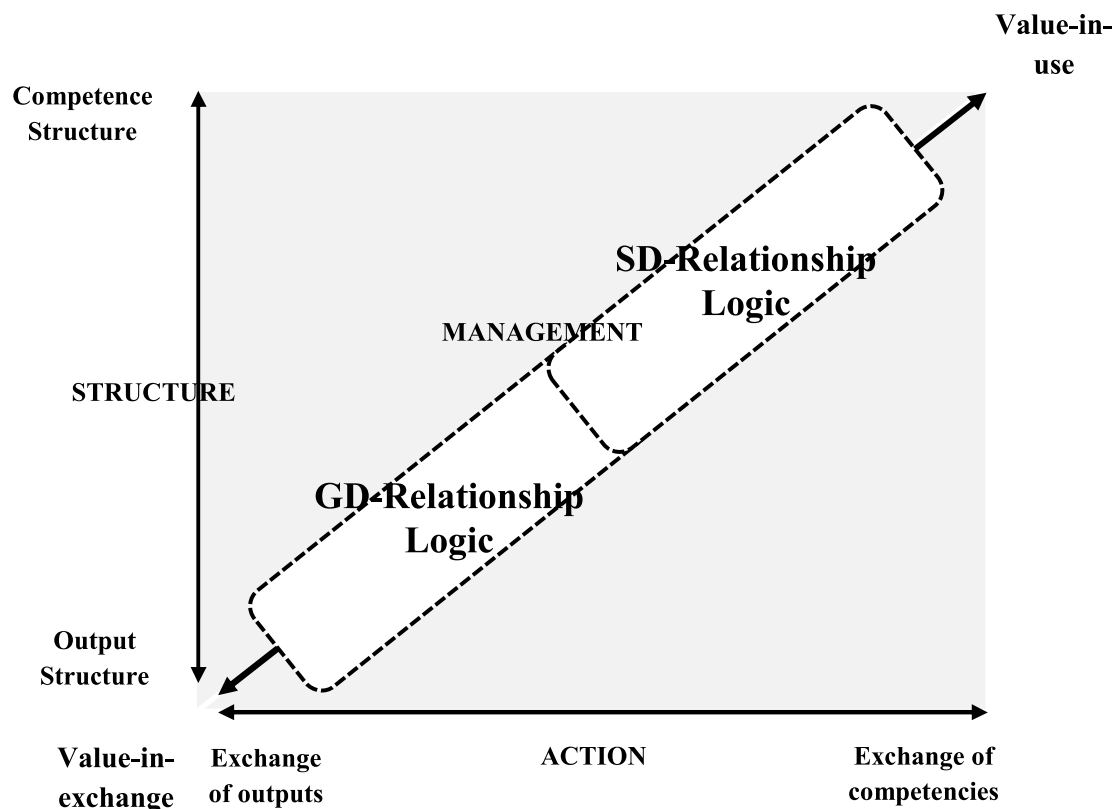 Value-in-
use
Competence
Structure
SD-Relationship
Logic
MANAGEMENT
STRUCTURE
GD-Relationship
Logic
Output
Structure
Value-in-
exchange
Exchange
of outputs
ACTION
Exchange of
competencies